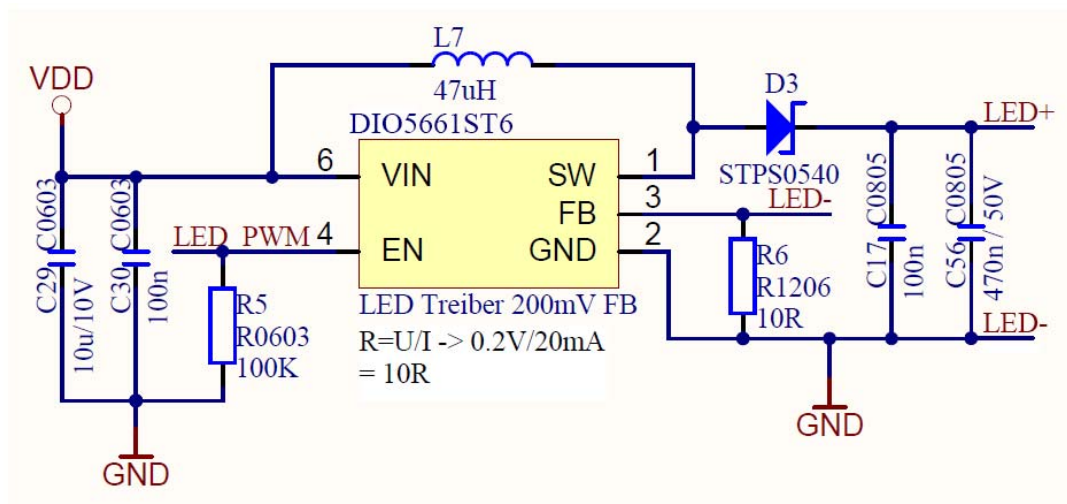 L7
47uH
VDD
DIO5661ST6
D3
STPS0540
LED+
6
VIN
SW
1
FB
3
LED-
LED_PWM
4
EN
GND
2
C29
C0603
10u/10V
C30
C0603
100n
R5
R0603
100K
LED Treiber 200mV FB
R=U/I -> 0.2V/20mA
= 10R
R6
R1206
10R
C17
C0805
100n
C56
C0805
470n / 50V
LED-
GND
GND